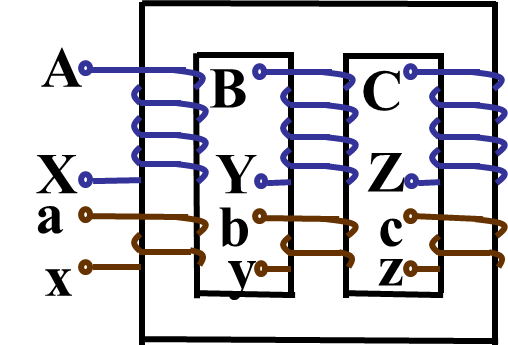 A B C
X Y Z
a b c
x y z